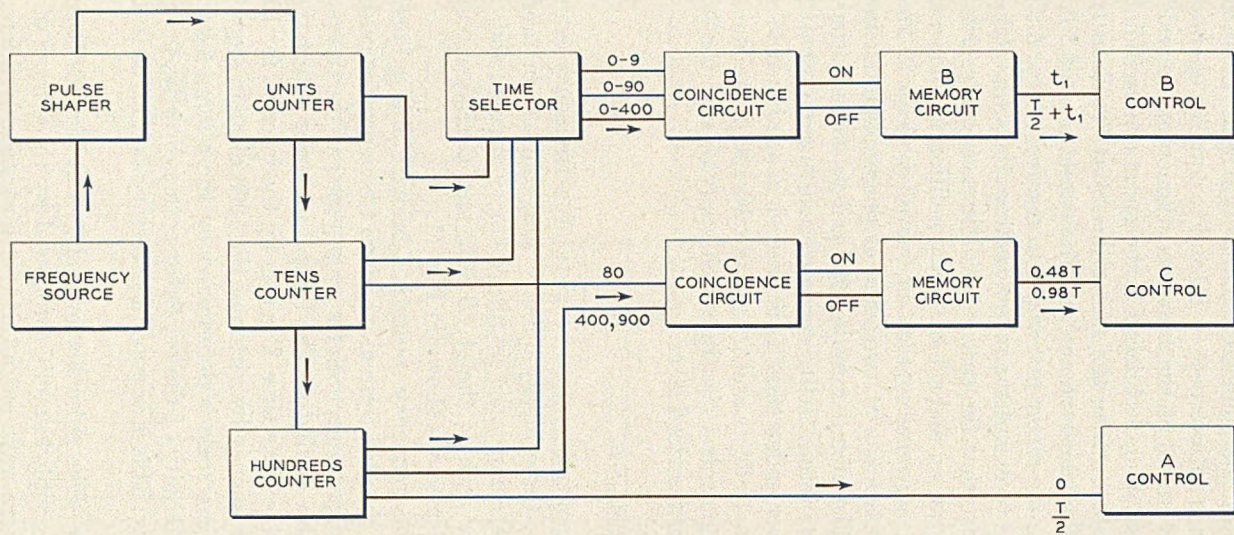 PULSE
SHAPER
UNITS
COUNTER
TIME
SELECTOR
0-9
0-90
0-400
B
COINCIDENCE
CIRCUIT
ON
OFF
B
MEMORY
CIRCUIT
t₁
T/2 + t₁
B
CONTROL
FREQUENCY
SOURCE
TENS
COUNTER
80
400,900
C
COINCIDENCE
CIRCUIT
ON
OFF
C
MEMORY
CIRCUIT
0.48T
0.98T
C
CONTROL
HUNDREDS
COUNTER
0
T/2
A
CONTROL